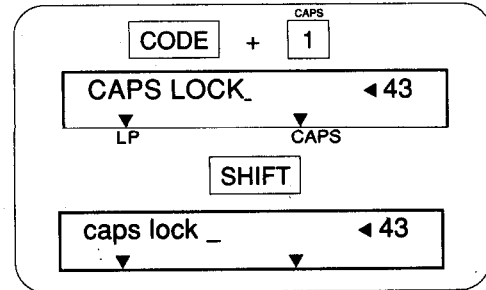 CAPS
CODE + 1
CAPS LOCK_ ◄ 43
▼ ▼
LP CAPS
SHIFT
caps lock _ ◄ 43
▼ ▼